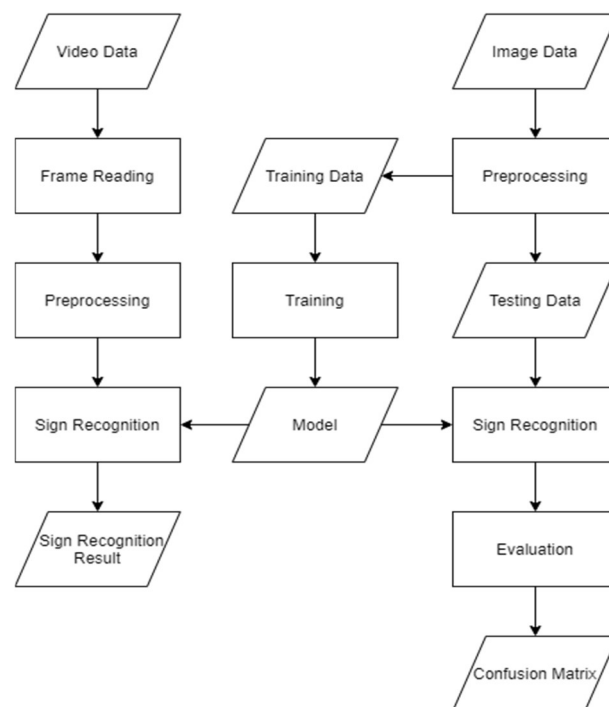 Video Data
Image Data
Frame Reading
Training Data
Preprocessing
Preprocessing
Training
Testing Data
Sign Recognition
Model
Sign Recognition
Sign Recognition
Result
Evaluation
Confusion Matrix